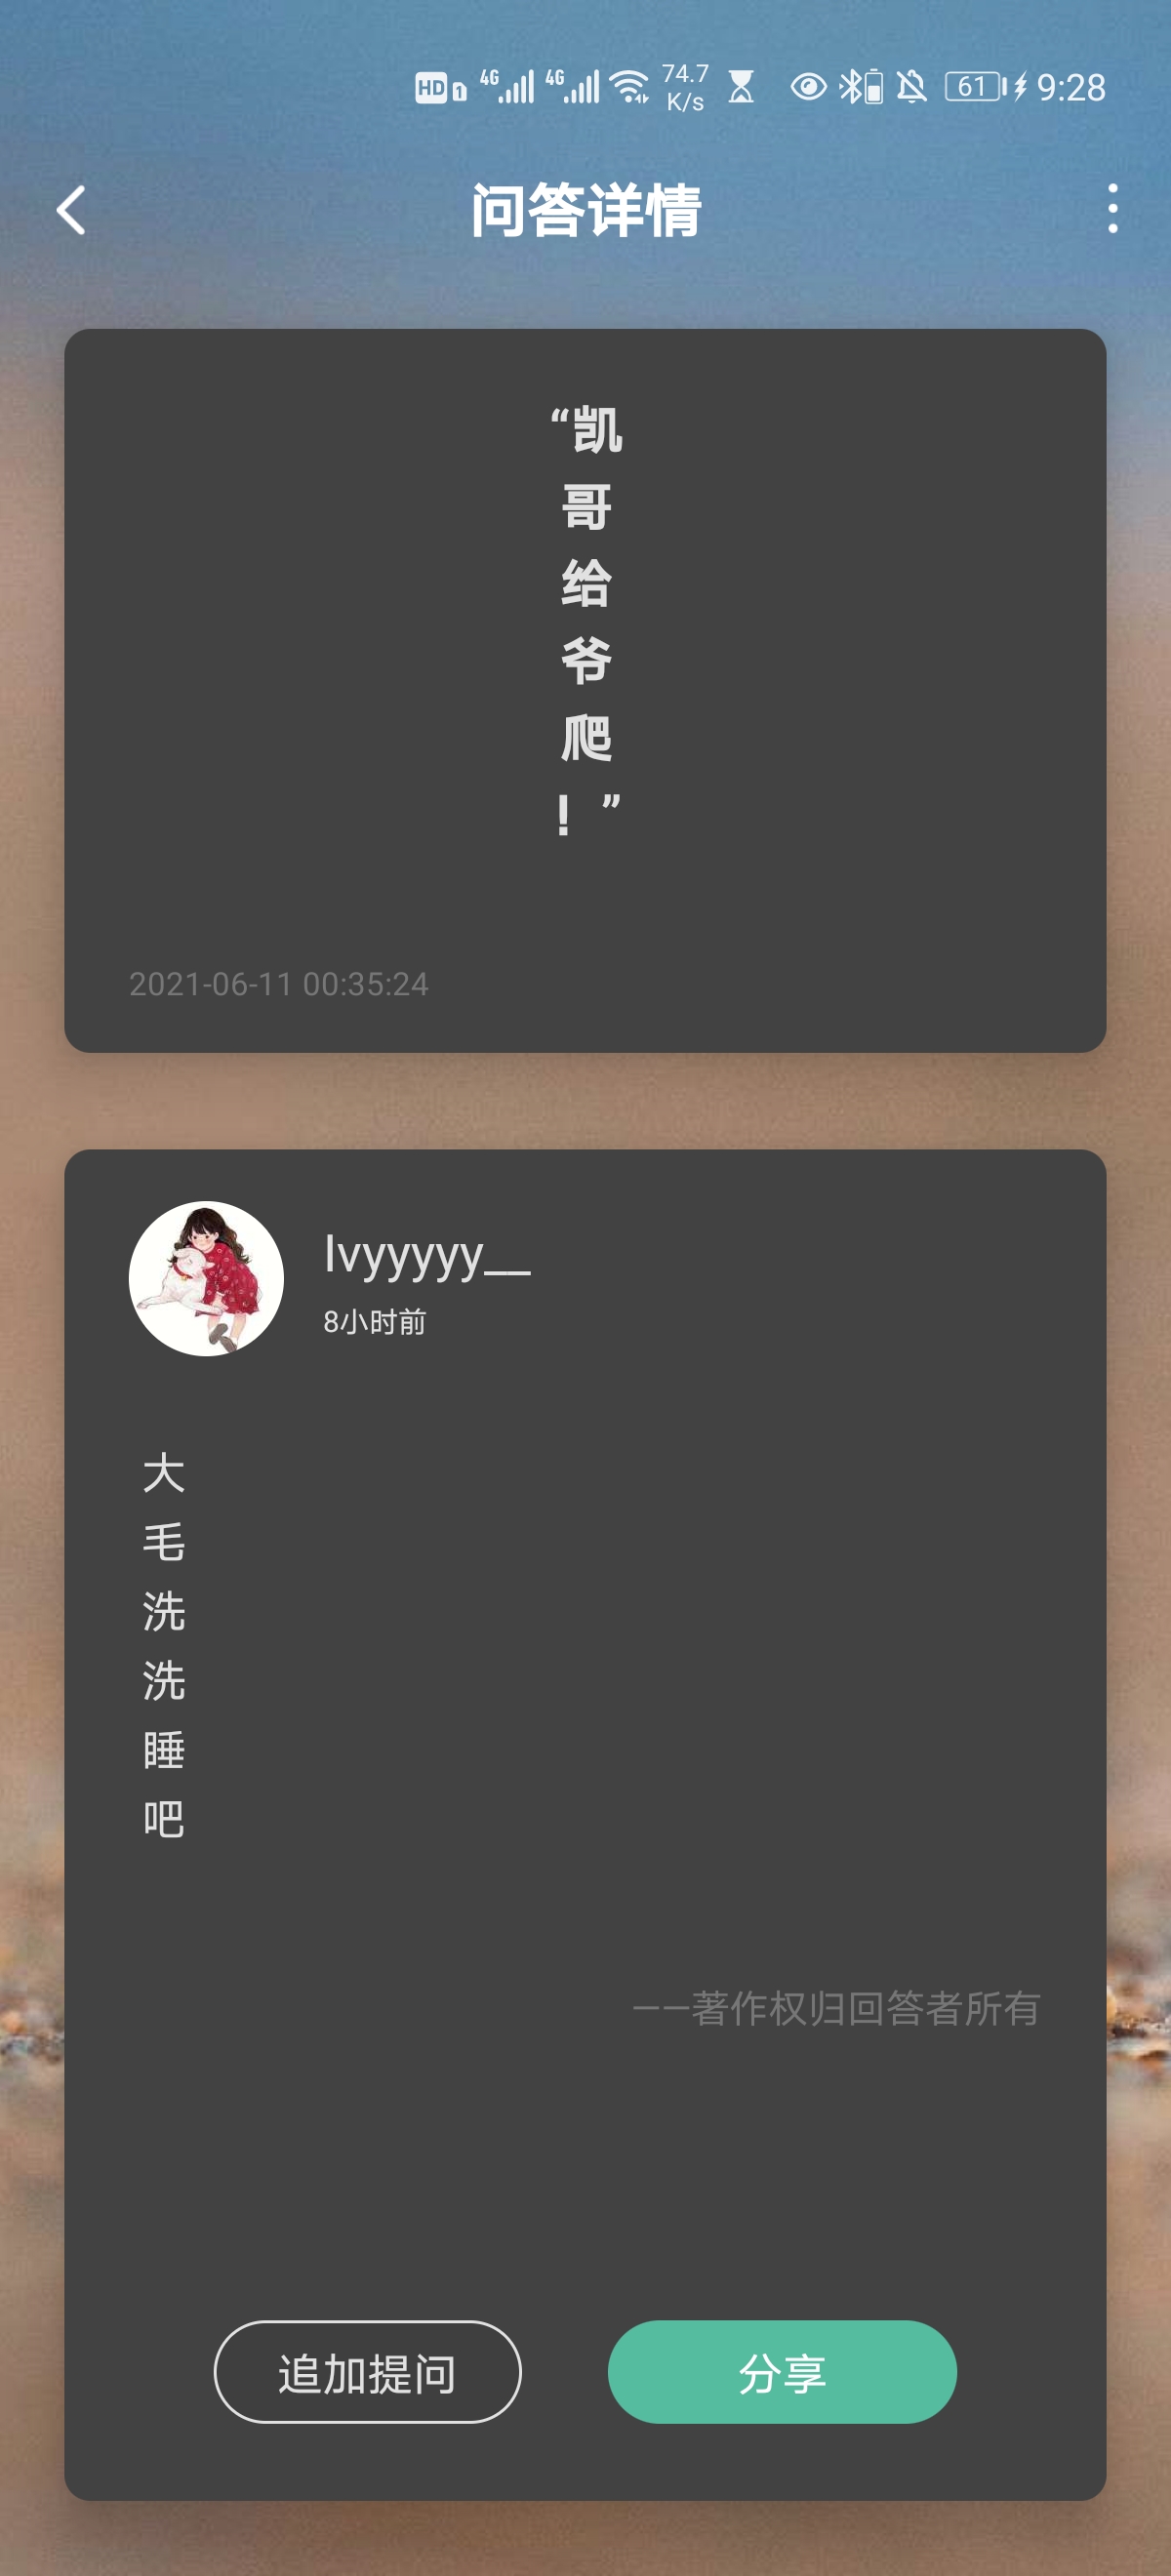 HD 1 4G 4G 74.7 K/s 61 9:28
问答详情
“凯
哥
给
爷
爬
！”
2021-06-11 00:35:24
Ivyyyyy__
8小时前
大
毛
洗
洗
睡
吧
——著作权归回答者所有
追加提问
分享